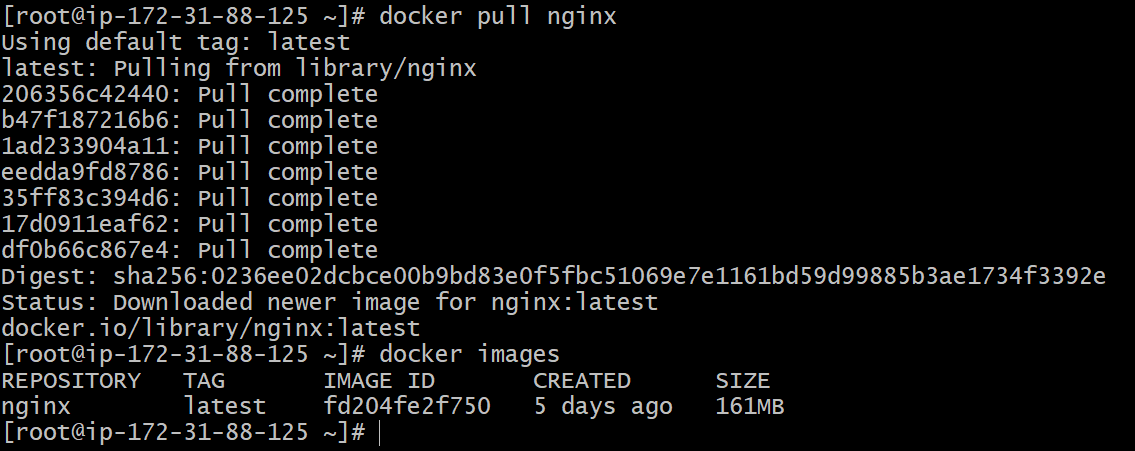 [root@ip-172-31-88-125 ~]# docker pull nginx
Using default tag: latest
latest: Pulling from library/nginx
206356c42440: Pull complete
b47f187216b6: Pull complete
1ad233904a11: Pull complete
eedda9fd8786: Pull complete
35ff83c394d6: Pull complete
17d0911eaf62: Pull complete
df0b66c867e4: Pull complete
Digest: sha256:0236ee02dcbce00b9bd83e0f5fbc51069e7e1161bd59d99885b3ae1734f3392e
Status: Downloaded newer image for nginx:latest
docker.io/library/nginx:latest
[root@ip-172-31-88-125 ~]# docker images
REPOSITORY   TAG       IMAGE ID       CREATED      SIZE
nginx        latest    fd204fe2f750   5 days ago   161MB
[root@ip-172-31-88-125 ~]#